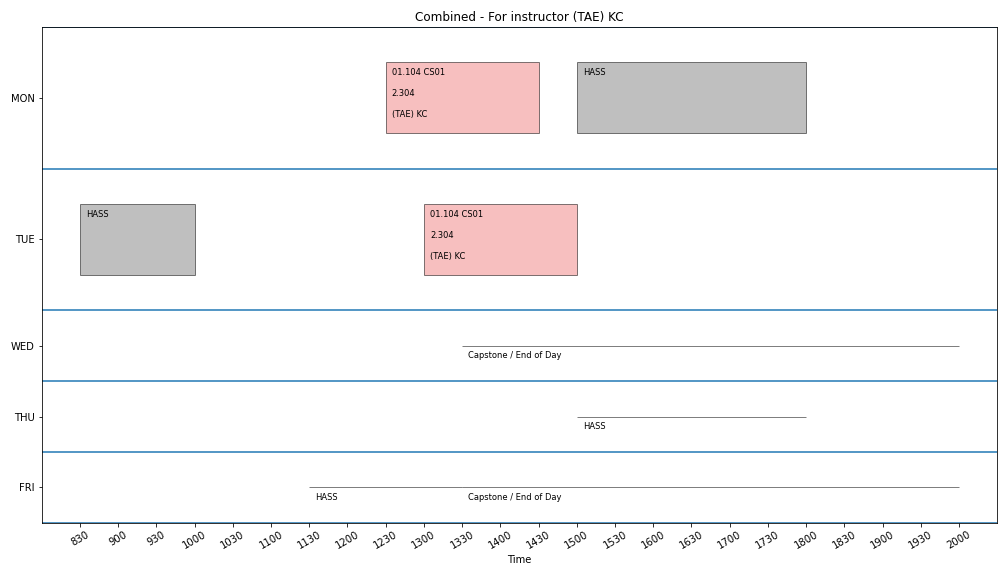 Combined - For instructor (TAE) KC
MON
01.104 CS01
2.304
(TAE) KC
HASS
TUE
HASS
01.104 CS01
2.304
(TAE) KC
WED
Capstone / End of Day
THU
HASS
FRI
HASS
Capstone / End of Day
830 900 930 1000 1030 1100 1130 1200 1230 1300 1330 1400 1430 1500 1530 1600 1630 1700 1730 1800 1830 1900 1930 2000
Time